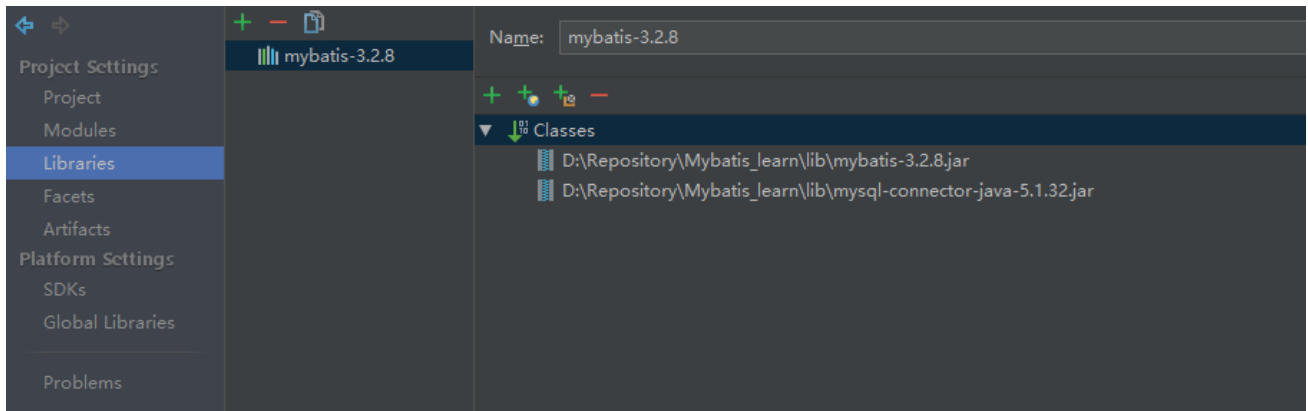 Project Settings
Project
Modules
Libraries
Facets
Artifacts
Platform Settings
SDKs
Global Libraries
Problems
mybatis-3.2.8
Name: mybatis-3.2.8
Classes
D:\Repository\Mybatis_learn\lib\mybatis-3.2.8.jar
D:\Repository\Mybatis_learn\lib\mysql-connector-java-5.1.32.jar